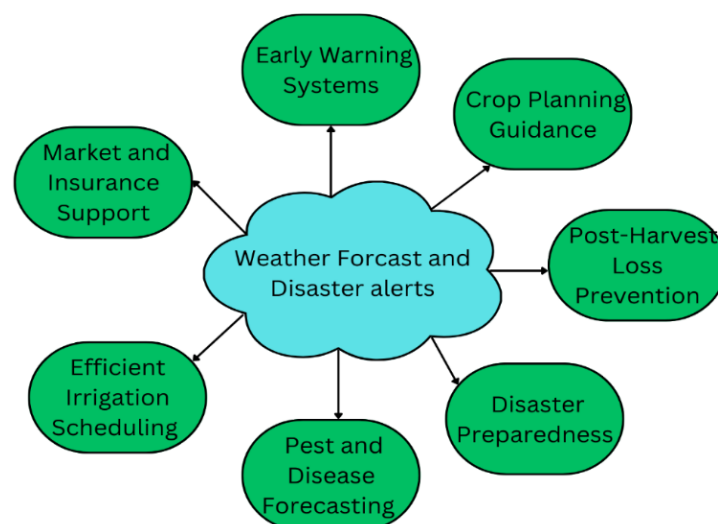 Early Warning
Systems
Crop Planning
Guidance
Market and
Insurance
Support
Weather Forcast and
Disaster alerts
Post-Harvest
Loss
Prevention
Efficient
Irrigation
Scheduling
Disaster
Preparedness
Pest and
Disease
Forecasting